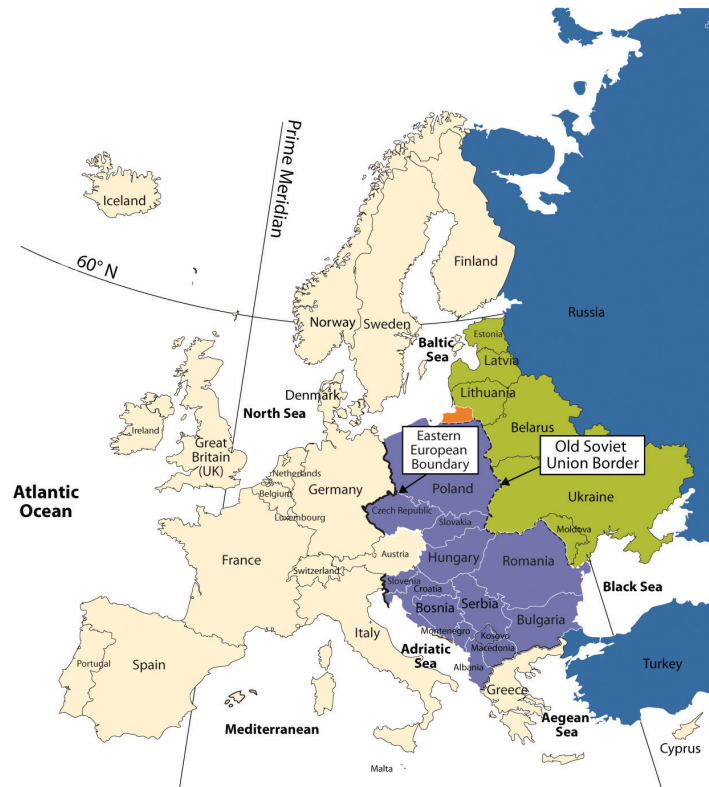 Iceland
Prime Meridian
60° N
Finland
Norway
Sweden
Russia
Estonia
Baltic
Sea
Latvia
Lithuania
Denmark
North Sea
Ireland
Great
Britain
(UK)
Belarus
Eastern
European
Boundary
Old Soviet
Union Border
Netherlands
Belgium
Germany
Poland
Atlantic
Ocean
Luxembourg
Czech Republic
Ukraine
Slovakia
Moldova
France
Austria
Hungary
Romania
Switzerland
Slovenia
Croatia
Black Sea
Bosnia
Serbia
Bulgaria
Italy
Montenegro
Kosovo
Macedonia
Adriatic
Sea
Albania
Portugal
Spain
Turkey
Greece
Aegean
Sea
Mediterranean
Cyprus
Malta